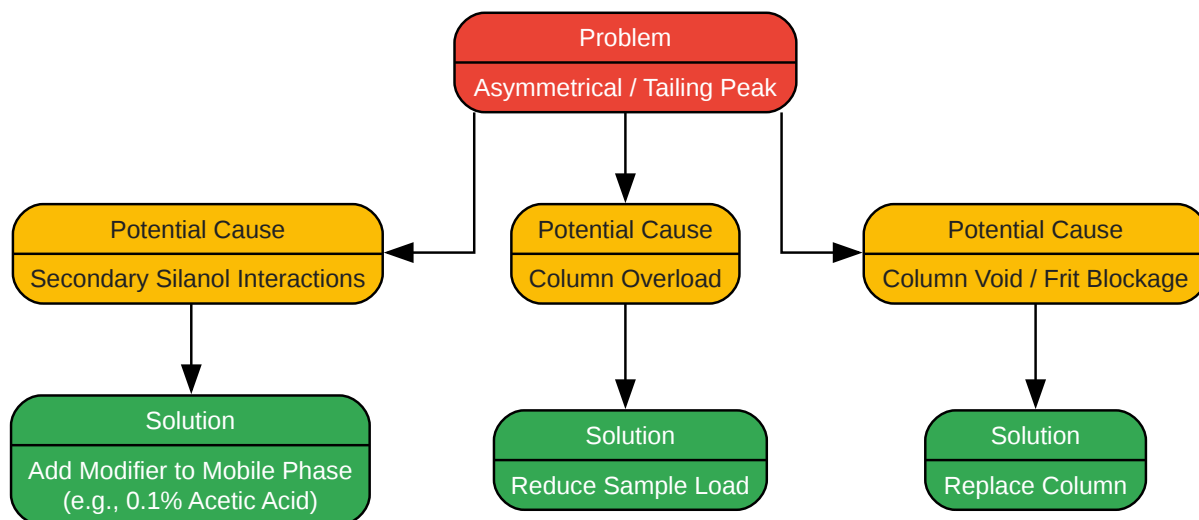 Problem
Asymmetrical / Tailing Peak
Potential Cause
Secondary Silanol Interactions
Potential Cause
Column Overload
Potential Cause
Column Void / Frit Blockage
Solution
Add Modifier to Mobile Phase
(e.g., 0.1% Acetic Acid)
Solution
Reduce Sample Load
Solution
Replace Column